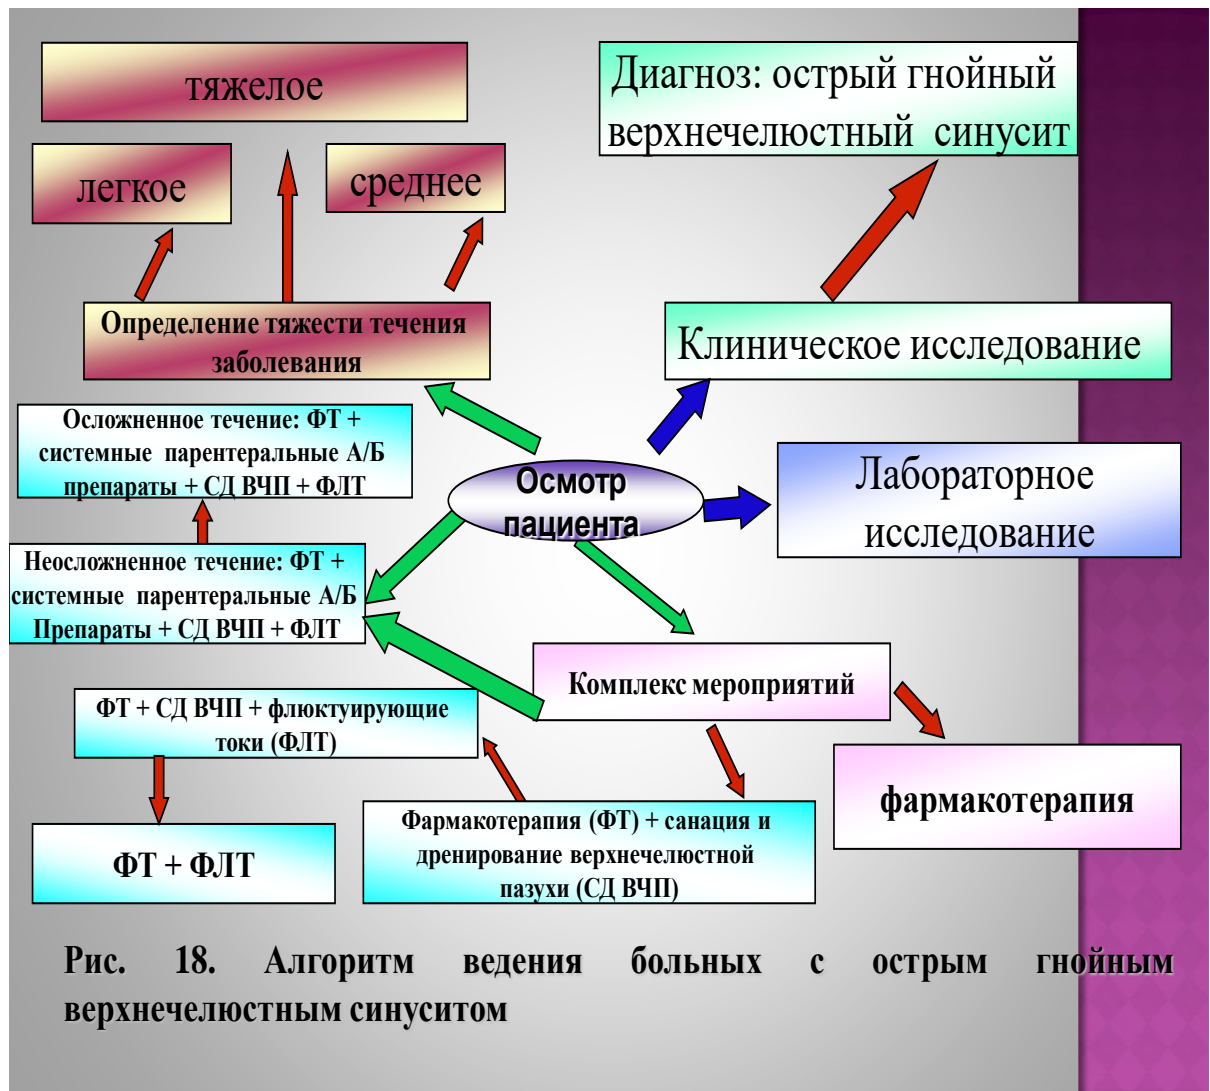 тяжелое
легкое
среднее
Диагноз: острый гнойный
верхнечелюстный синусит
Определение тяжести течения
заболевания
Клиническое исследование
Осложненное течение: ФТ +
системные парентеральные А/Б
препараты + СД ВЧП + ФЛТ
Осмотр
пациента
Лабораторное
исследование
Неосложненное течение: ФТ +
системные парентеральные А/Б
Препараты + СД ВЧП + ФЛТ
Комплекс мероприятий
ФТ + СД ВЧП + флюктуирующие
токи (ФЛТ)
фармакотерапия
ФТ + ФЛТ
Фармакотерапия (ФТ) + санация и
дренирование верхнечелюстной
пазухи (СД ВЧП)
Рис. 18. Алгоритм ведения больных с острым гнойным
верхнечелюстным синуситом